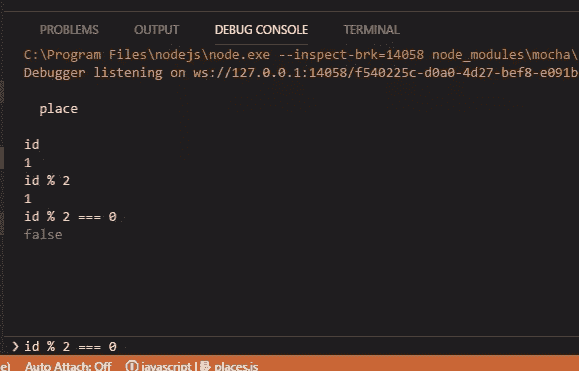 PROBLEMS OUTPUT DEBUG CONSOLE TERMINAL
C:\Program Files\nodejs\node.exe --inspect-brk=14058 node_modules\mocha\
Debugger listening on ws://127.0.0.1:14058/f540225c-d0a0-4d27-bef8-e091b
place
id
1
id % 2
1
id % 2 === 0
false
❯ id % 2 === 0
e) Auto Attach: Off javascript | places.js